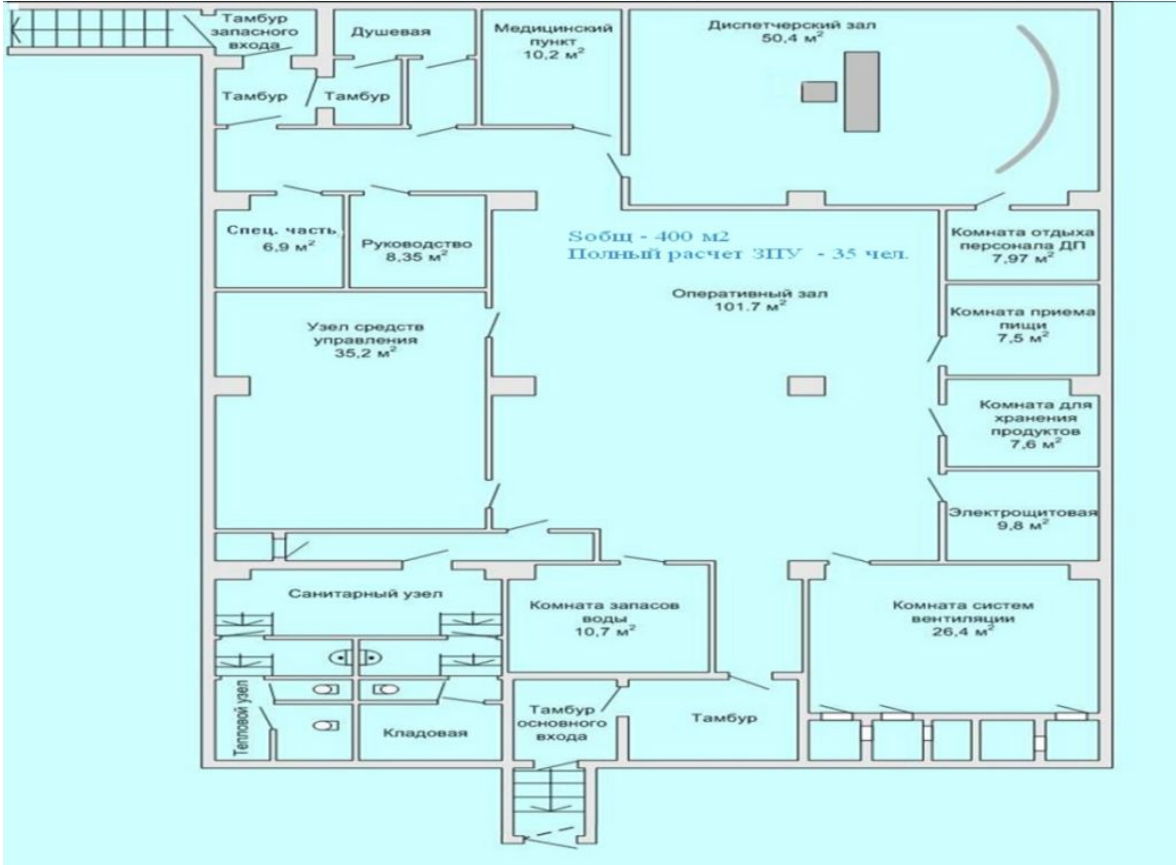 Тамбур
запасного
входа
Душевая
Медицинский
пункт
10,2 м²
Диспетчерский зал
50,4 м²
Тамбур
Тамбур
Спец. часть
6,9 м²
Руководство
8,35 м²
Sобщ - 400 м2
Полный расчет ЗПУ - 35 чел.
Комната отдыха
персонала ДП
7,97 м²
Оперативный зал
101.7 м²
Комната приема
пищи
7,5 м²
Узел средств
управления
35,2 м²
Комната для
хранения
продуктов
7,6 м²
Электрощитовая
9,8 м²
Санитарный узел
Комната запасов
воды
10,7 м²
Комната систем
вентиляции
26,4 м²
Тепловой узел
Кладовая
Тамбур
основного
входа
Тамбур